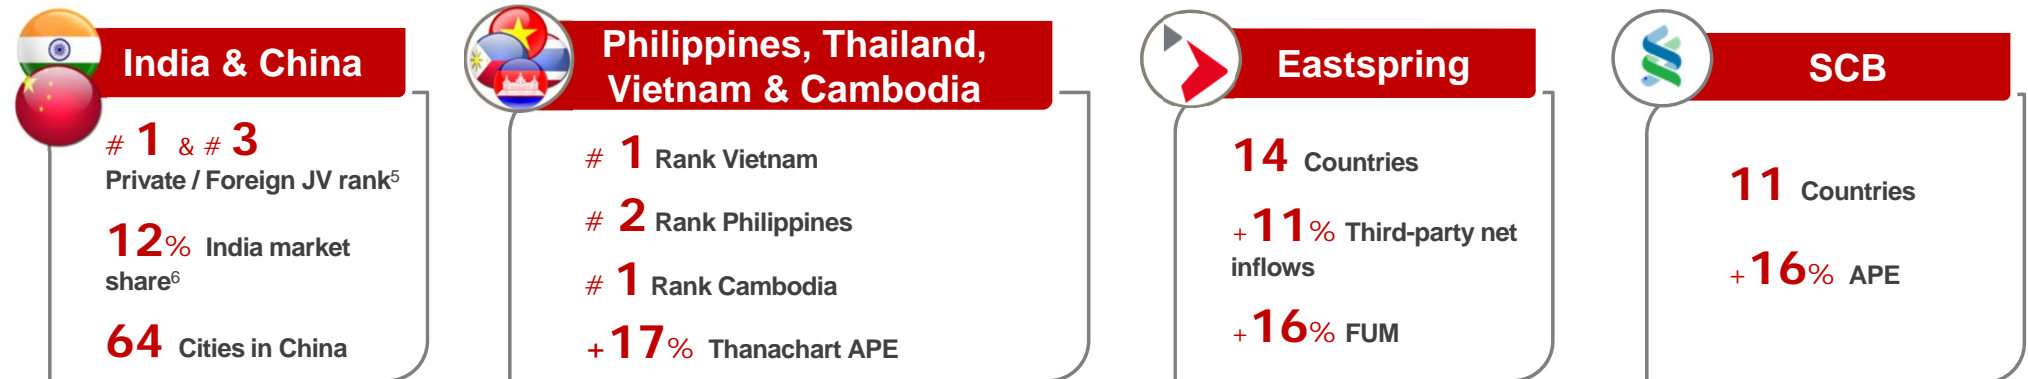 India & China
# 1 & # 3
Private / Foreign JV rank5
12% India market
share6
64 Cities in China
Philippines, Thailand,
Vietnam & Cambodia
# 1 Rank Vietnam
# 2 Rank Philippines
# 1 Rank Cambodia
+17% Thanachart APE
Eastspring
14 Countries
+11% Third-party net
inflows
+16% FUM
SCB
11 Countries
+16% APE